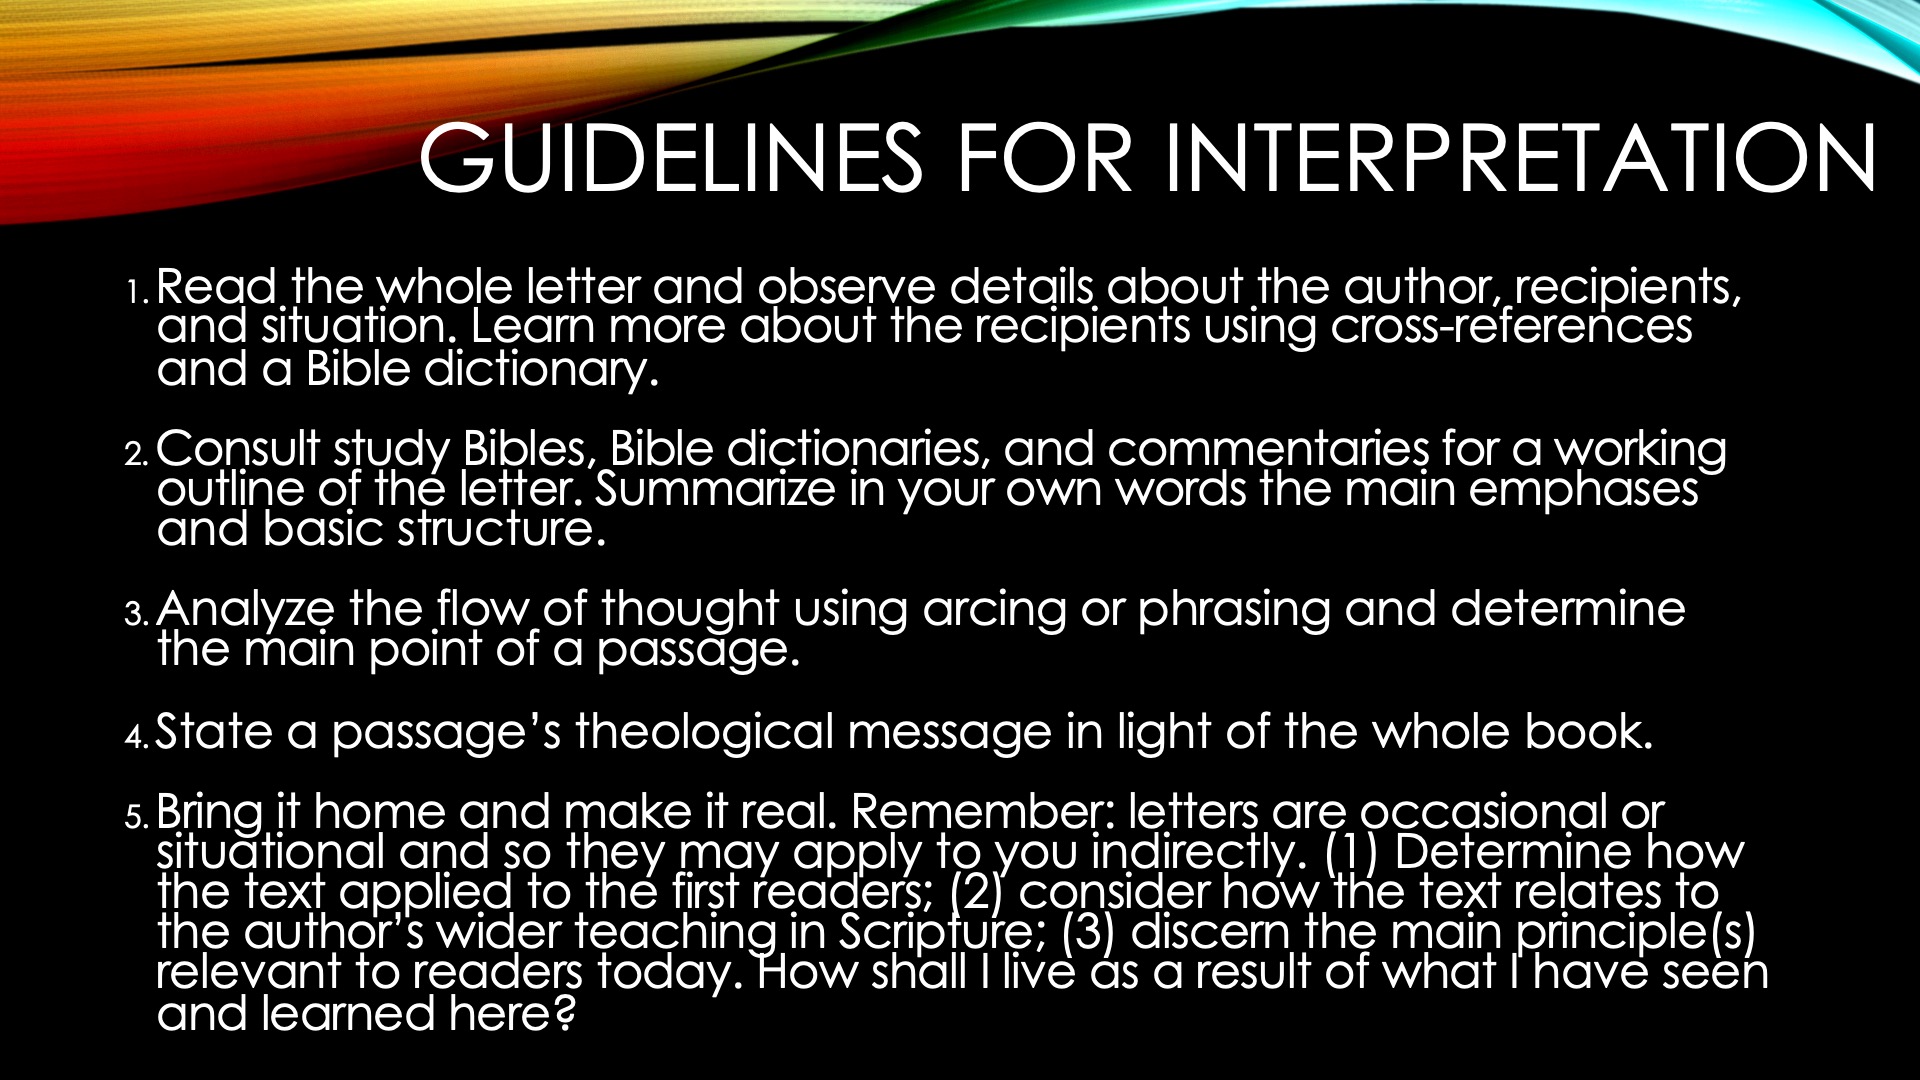 GUIDELINES FOR INTERPRETATION
1. Read the whole letter and observe details about the author, recipients,
and situation. Learn more about the recipients using cross-references
and a Bible dictionary.
2. Consult study Bibles, Bible dictionaries, and commentaries for a working
outline of the letter. Summarize in your own words the main emphases
and basic structure.
3. Analyze the flow of thought using arcing or phrasing and determine
the main point of a passage.
4. State a passage’s theological message in light of the whole book.
5. Bring it home and make it real. Remember: letters are occasional or
situational and so they may apply to you indirectly. (1) Determine how
the text applied to the first readers; (2) consider how the text relates to
the author’s wider teaching in Scripture; (3) discern the main principle(s)
relevant to readers today. How shall I live as a result of what I have seen
and learned here?